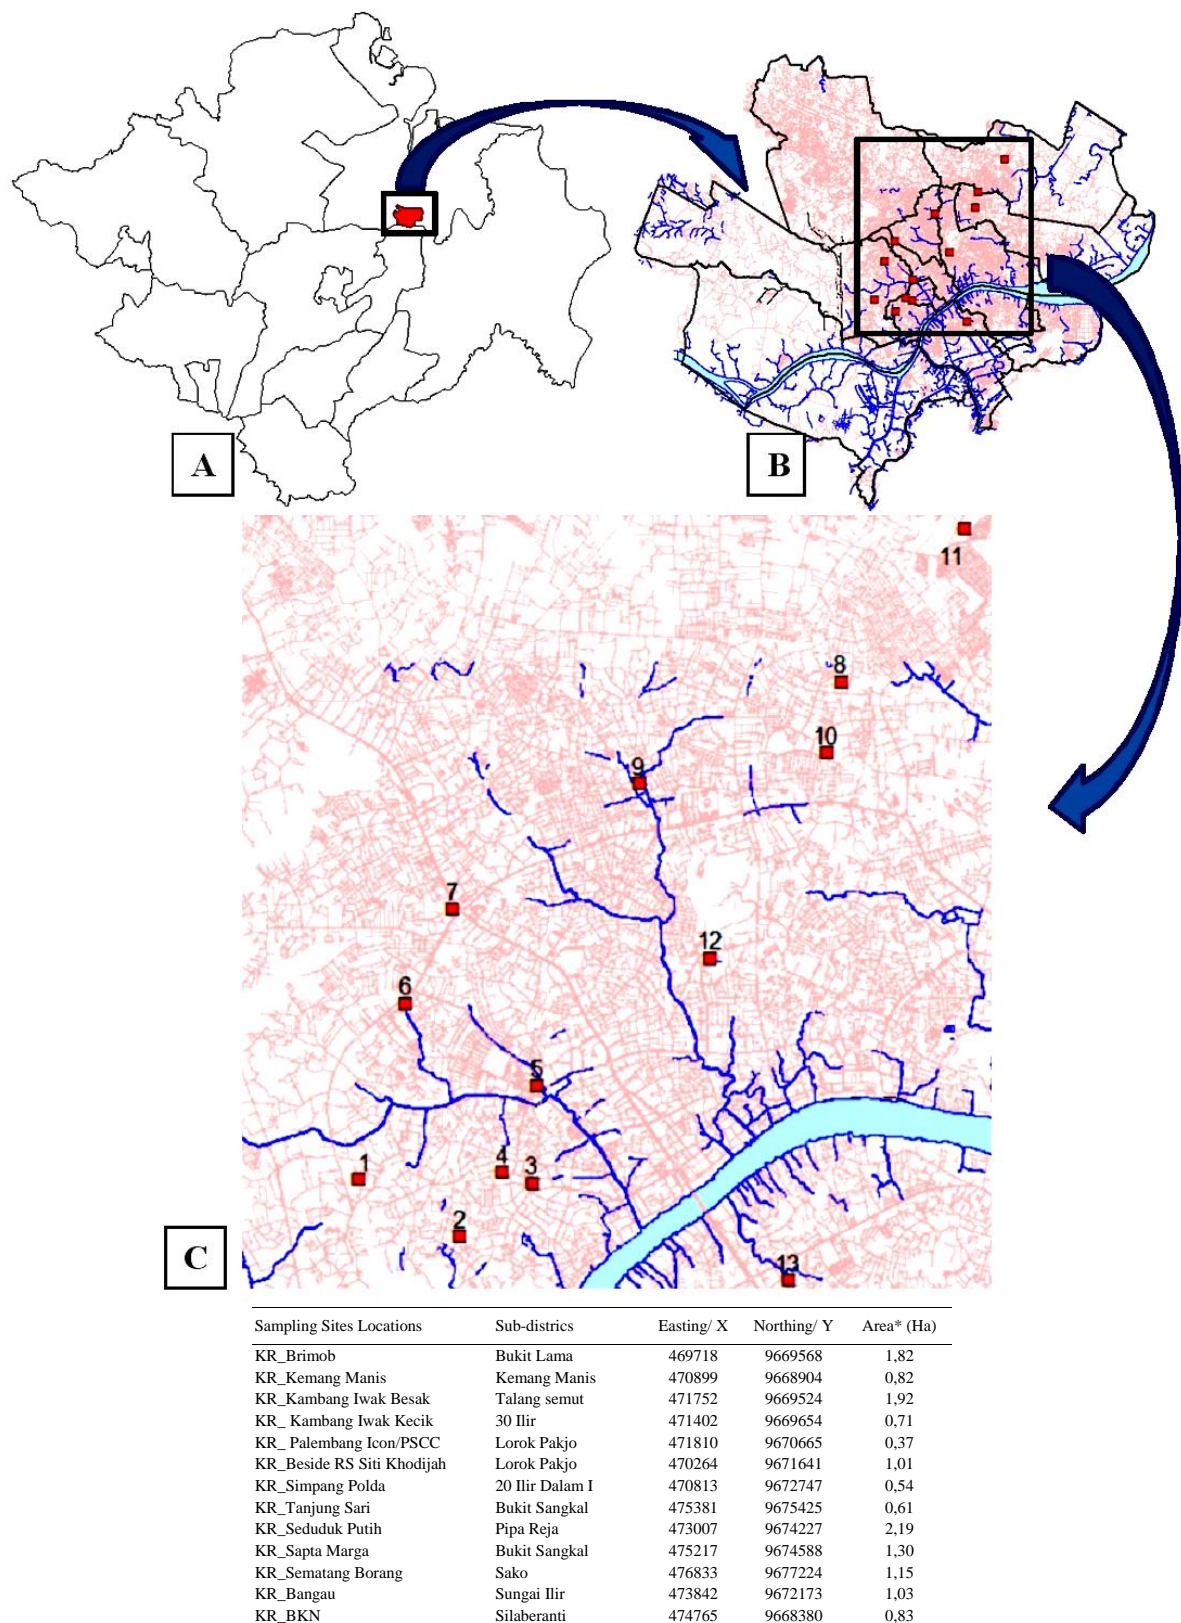 A
B
11
8
10
9
7
12
6
5
1
4
3
2
13
C
Sampling Sites Locations Sub-districs Easting/ X Northing/ Y Area* (Ha)
KR_Brimob Bukit Lama 469718 9669568 1,82
KR_Kemang Manis Kemang Manis 470899 9668904 0,82
KR_Kambang Iwak Besak Talang semut 471752 9669524 1,92
KR_ Kambang Iwak Kecik 30 Ilir 471402 9669654 0,71
KR_ Palembang Icon/PSCC Lorok Pakjo 471810 9670665 0,37
KR_Beside RS Siti Khodijah Lorok Pakjo 470264 9671641 1,01
KR_Simpang Polda 20 Ilir Dalam I 470813 9672747 0,54
KR_Tanjung Sari Bukit Sangkal 475381 9675425 0,61
KR_Seduduk Putih Pipa Reja 473007 9674227 2,19
KR_Sapta Marga Bukit Sangkal 475217 9674588 1,30
KR_Sematang Borang Sako 476833 9677224 1,15
KR_Bangau Sungai Ilir 473842 9672173 1,03
KR_BKN Silaberanti 474765 9668380 0,83